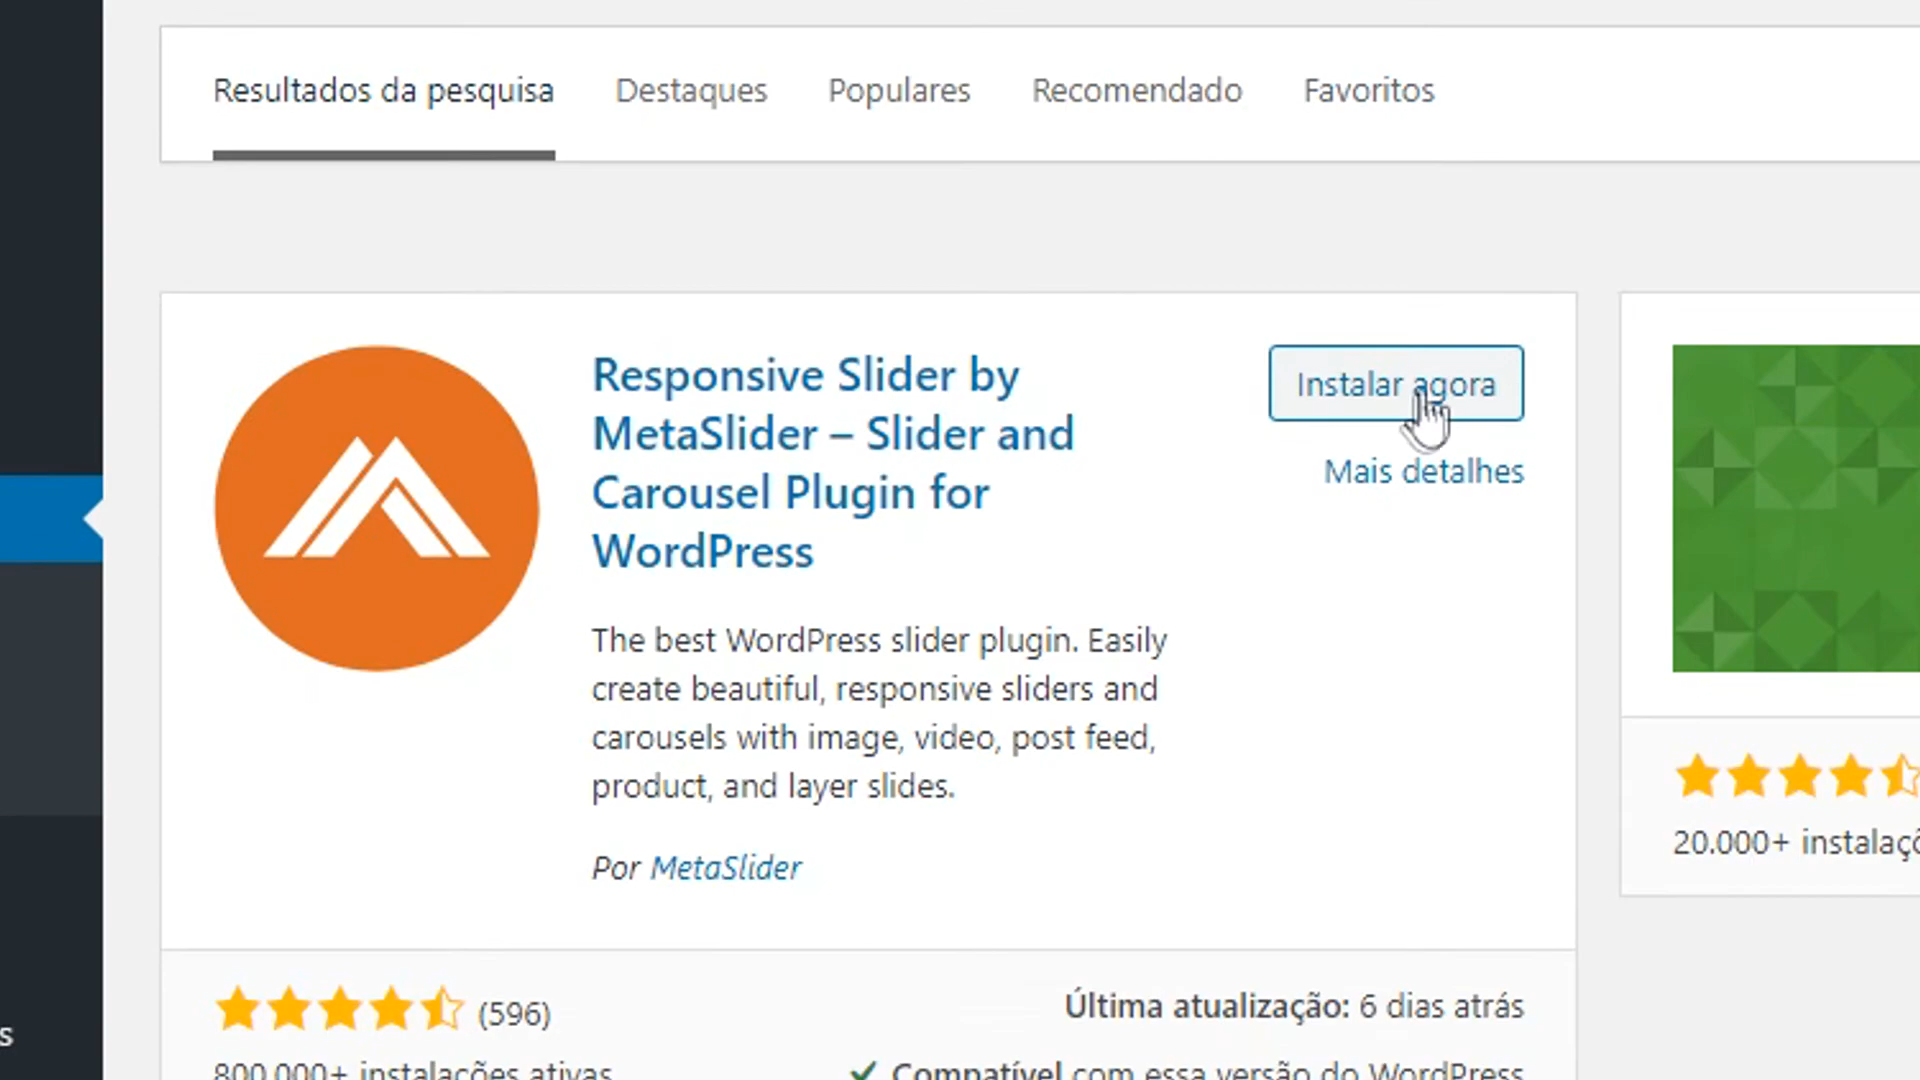 Resultados da pesquisa Destaques Populares Recomendado Favoritos
Responsive Slider by
MetaSlider – Slider and
Carousel Plugin for
WordPress
Instalar agora
Mais detalhes
The best WordPress slider plugin. Easily
create beautiful, responsive sliders and
carousels with image, video, post feed,
product, and layer slides.
Por MetaSlider
(596)
Última atualização: 6 dias atrás
800.000+ instalações ativas
Compatível com essa versão do WordPress
20.000+
s